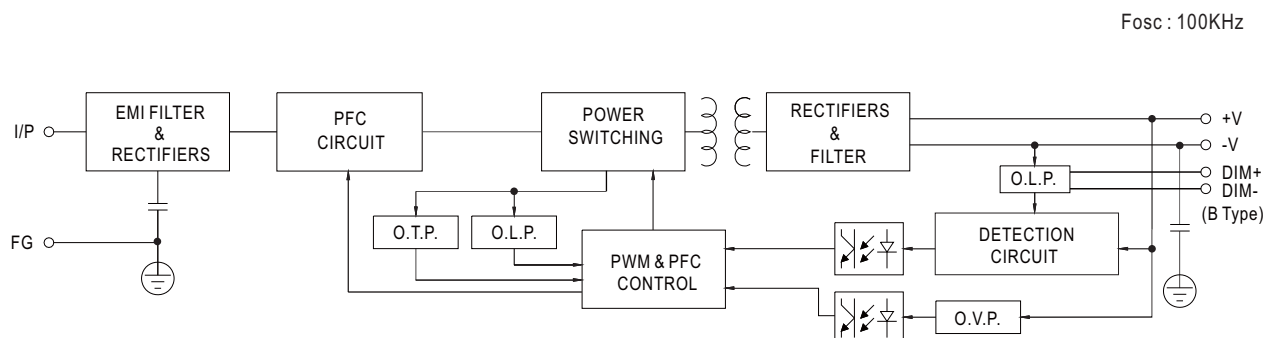 Fosc : 100KHz
I/P
EMI FILTER
&
RECTIFIERS
PFC
CIRCUIT
POWER
SWITCHING
RECTIFIERS
&
FILTER
+V
-V
DIM+
DIM-
(B Type)
O.L.P.
FG
O.T.P.
O.L.P.
PWM & PFC
CONTROL
DETECTION
CIRCUIT
O.V.P.